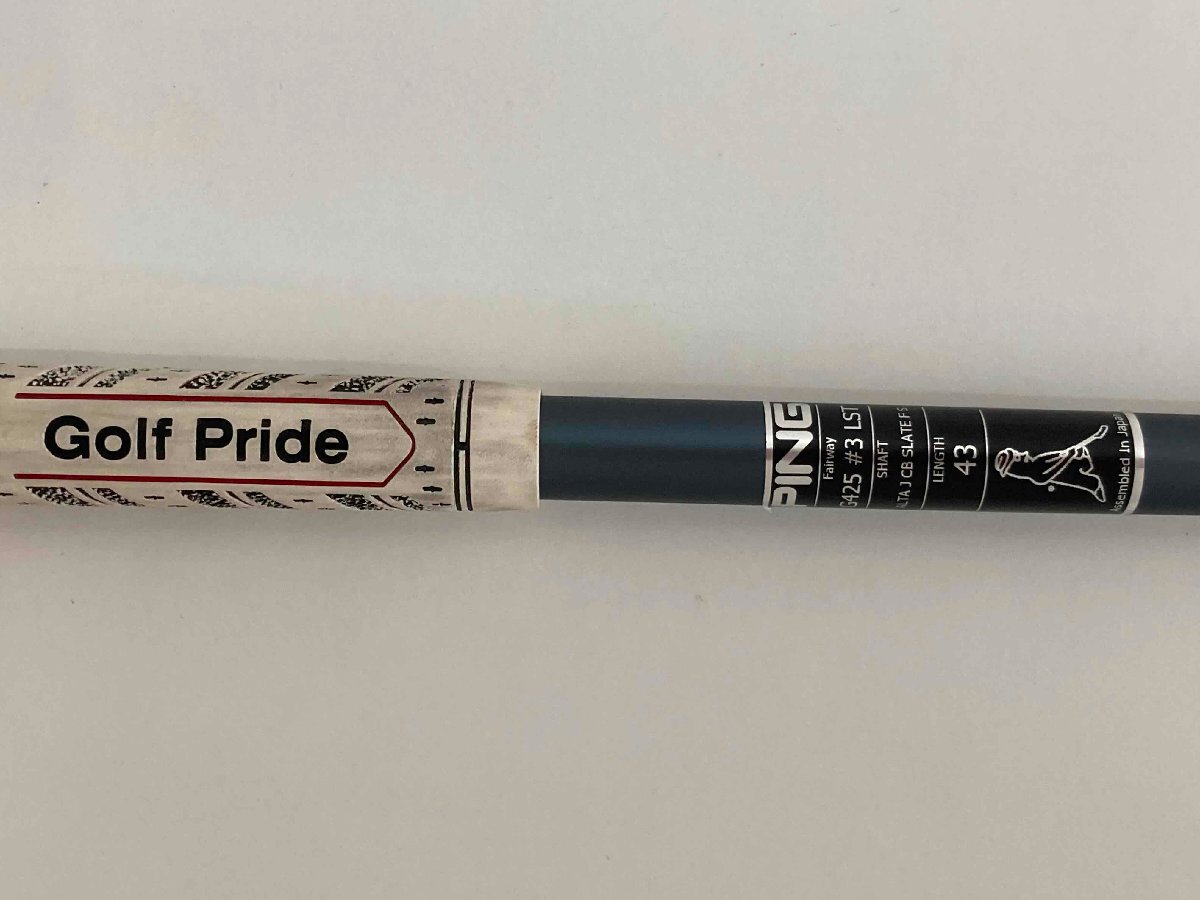 Golf Pride
PING
Fairway
G425 #3 LST
SHAFT
ALTA J CB SLATE F-S
LENGTH
43
Assembled In Japan